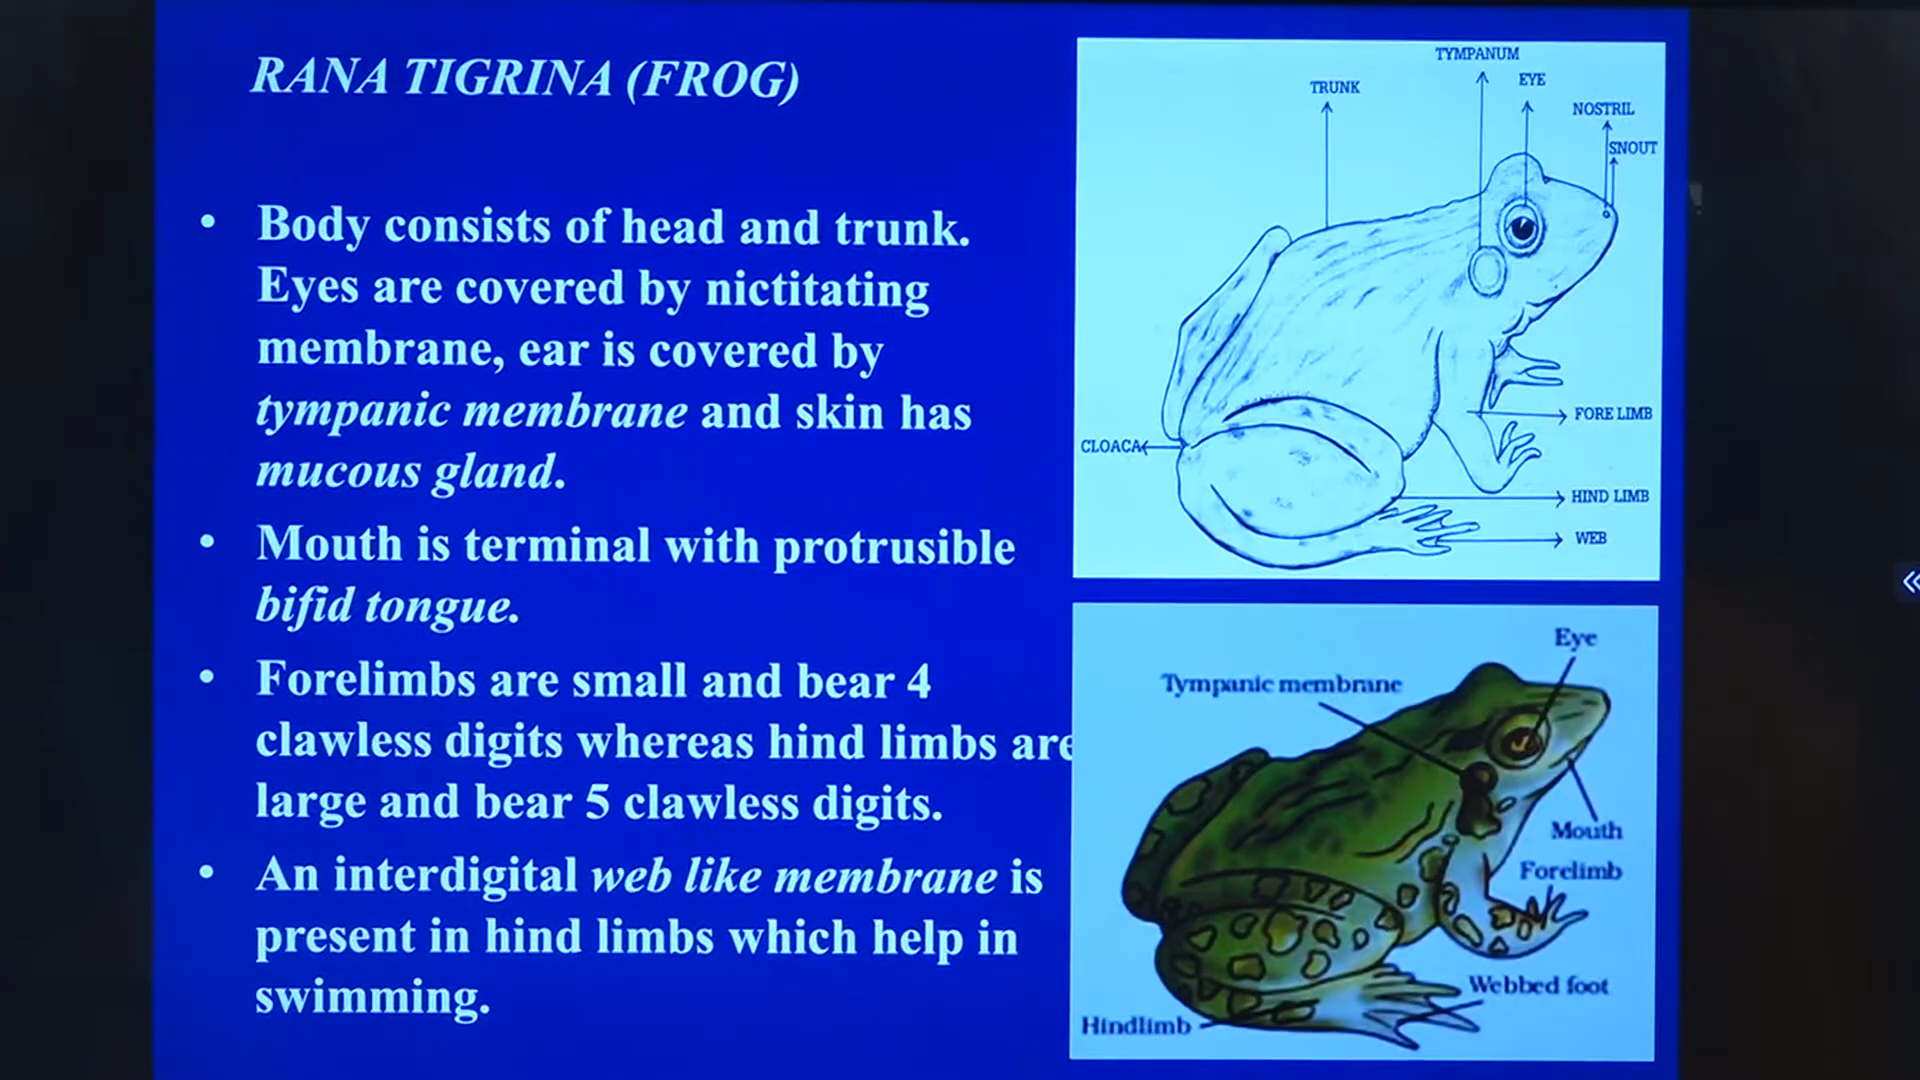 RANA TIGRINA (FROG)
• Body consists of head and trunk.
Eyes are covered by nictitating
membrane, ear is covered by
tympanic membrane and skin has
mucous gland.
• Mouth is terminal with protrusible
bifid tongue.
• Forelimbs are small and bear 4
clawless digits whereas hind limbs are
large and bear 5 clawless digits.
• An interdigital web like membrane is
present in hind limbs which help in
swimming.
TYMPANUM
TRUNK
EYE
NOSTRIL
SNOUT
FORE LIMB
CLOACA
HIND LIMB
WEB
Eye
Tympanic membrane
Mouth
Forelimb
Webbed foot
Hindlimb